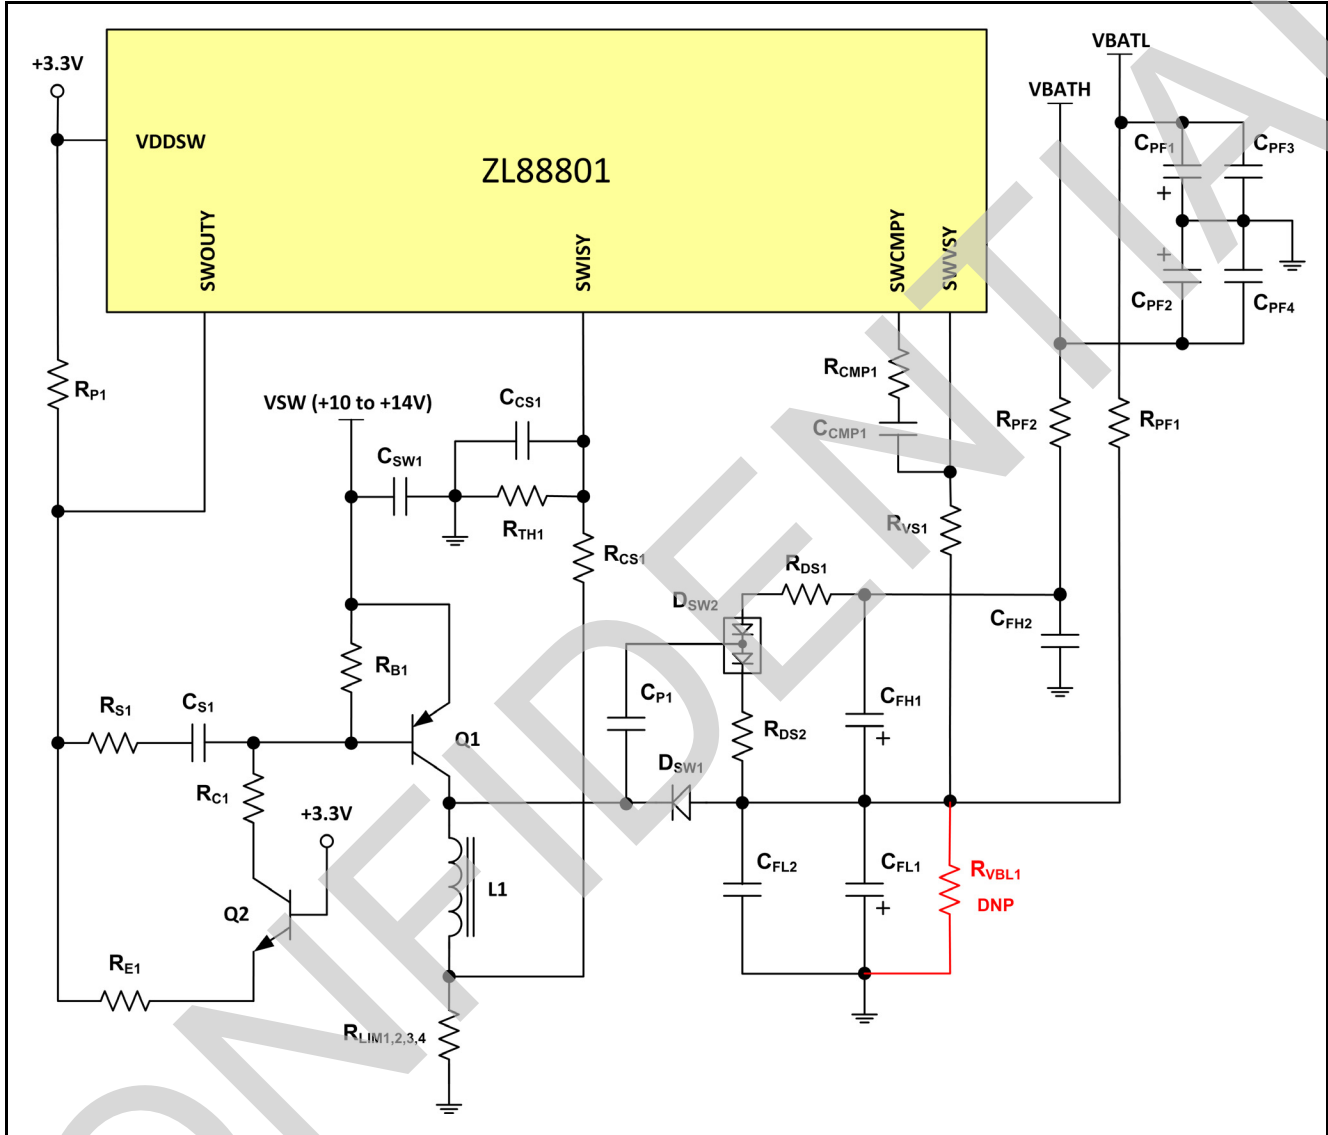 VBATL
+3.3V
VBATH
VDDSW
ZL88801
CPF1
CPF3
+
SWOUTY
SWISY
SWCMPY
SWVSY
+
CPF2
CPF4
RCMP1
RP1
VSW (+10 to +14V)
CCS1
RPF2
RPF1
CCMP1
CSW1
RTH1
RVS1
RCS1
RDS1
DSW2
CFH2
RB1
CP1
CFH1
RS1
CS1
RDS2
+
Q1
DSW1
RC1
+3.3V
CFL2
CFL1
RVBL1
L1
DNP
+
Q2
RE1
RLIM1,2,3,4
CONFIDENTIAL